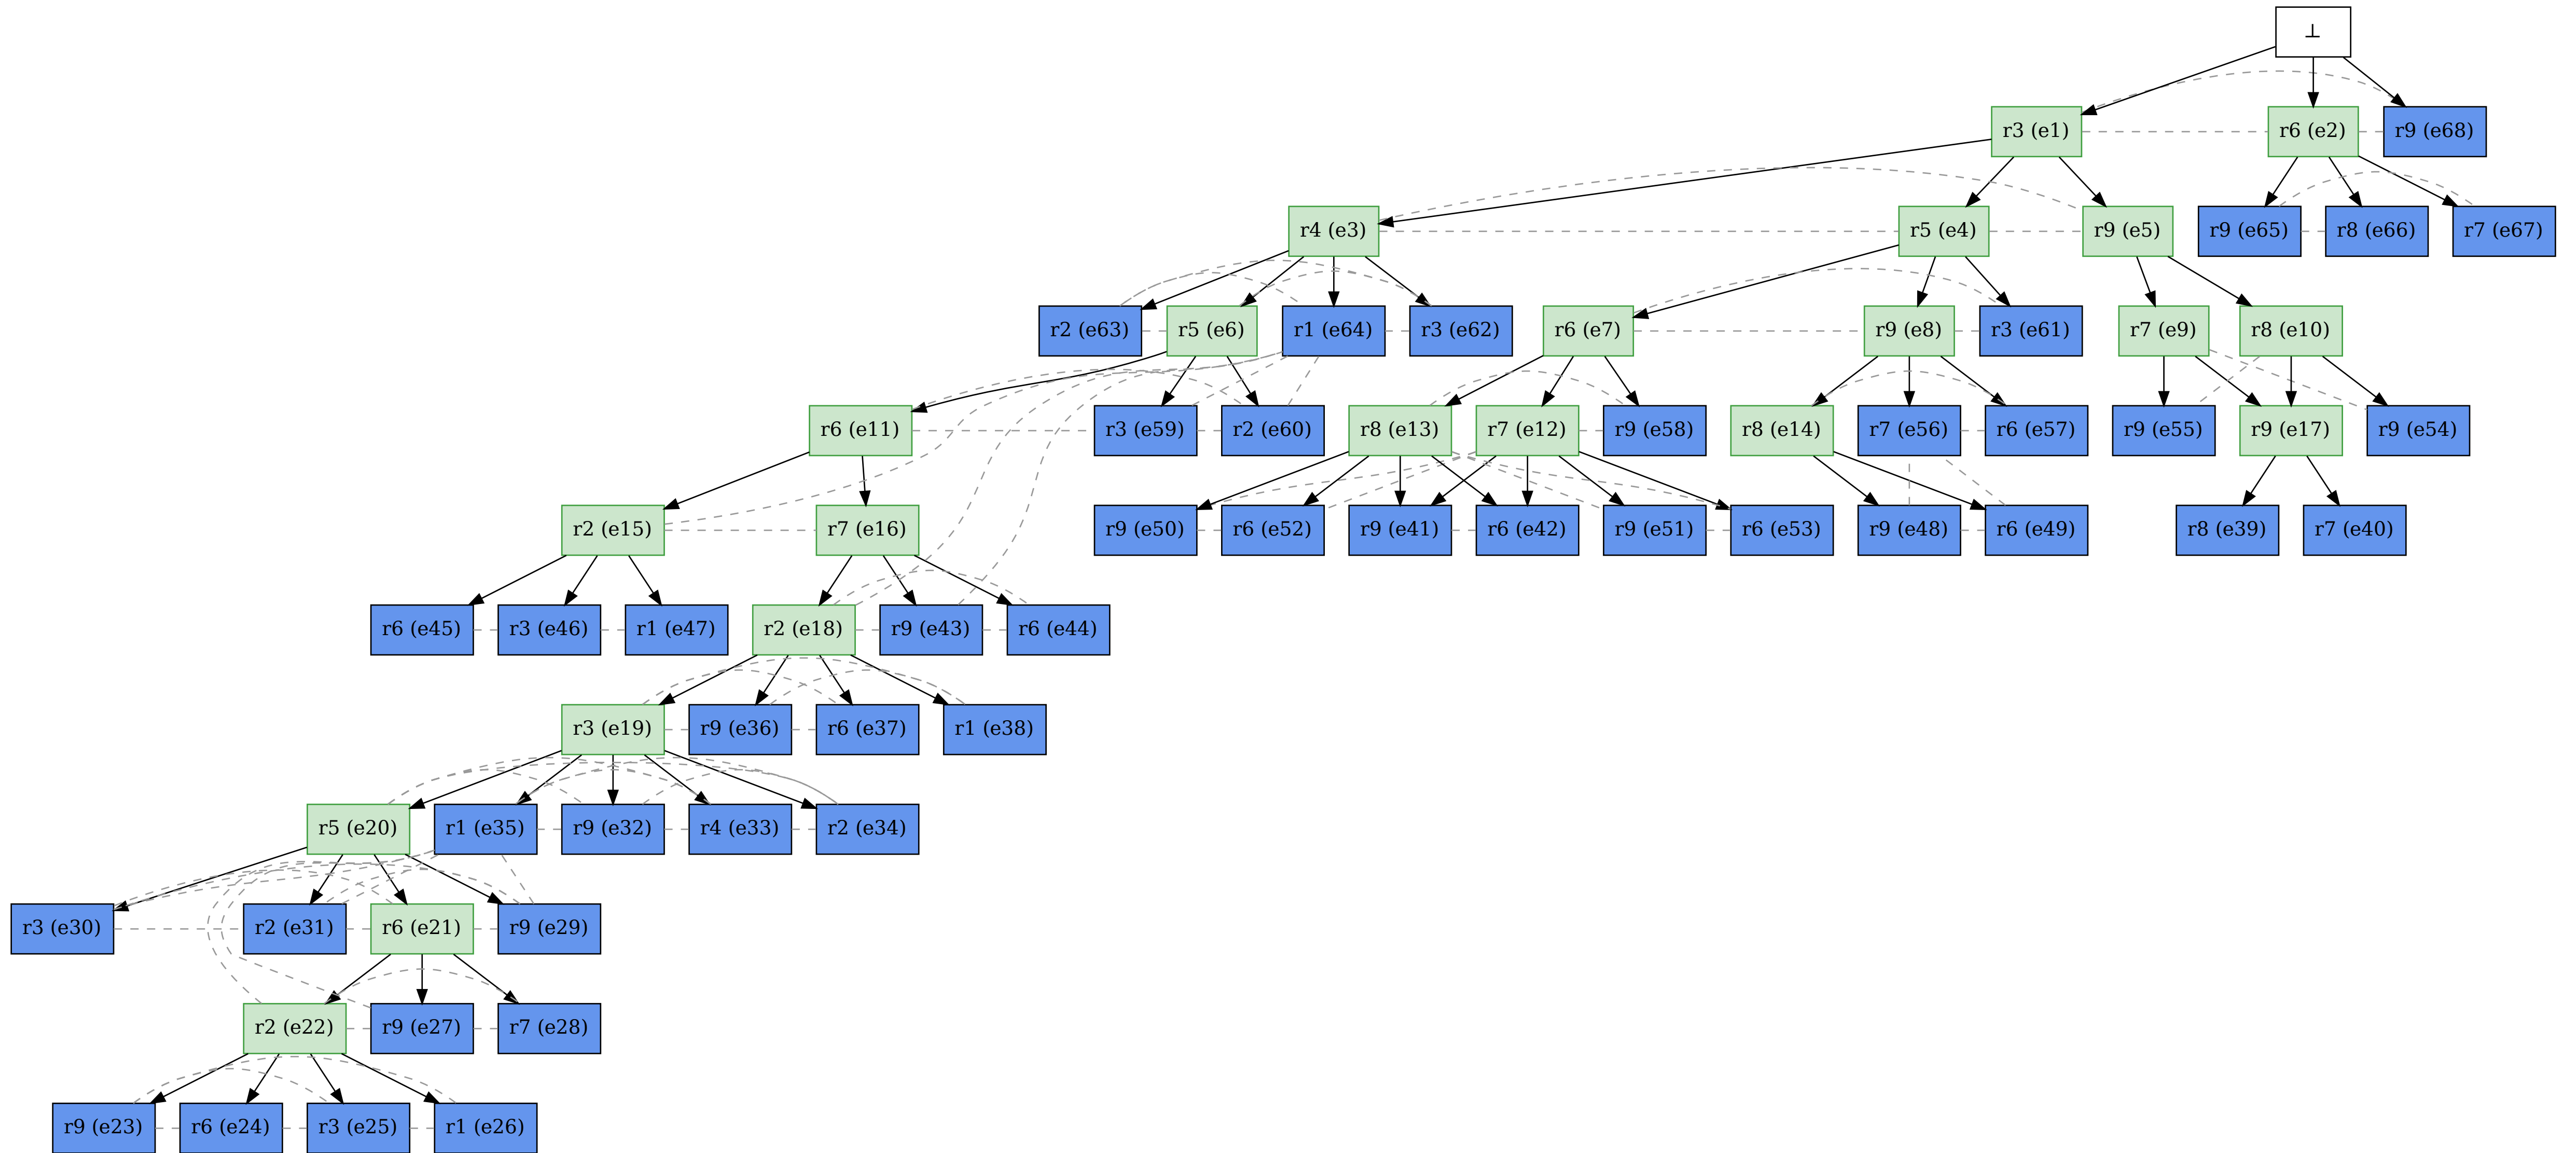 ⊥
r3 (e1)
r6 (e2)
r9 (e68)
r4 (e3)
r5 (e4)
r9 (e5)
r9 (e65)
r8 (e66)
r7 (e67)
r2 (e63)
r5 (e6)
r1 (e64)
r3 (e62)
r6 (e7)
r9 (e8)
r3 (e61)
r7 (e9)
r8 (e10)
r6 (e11)
r3 (e59)
r2 (e60)
r8 (e13)
r7 (e12)
r9 (e58)
r8 (e14)
r7 (e56)
r6 (e57)
r9 (e55)
r9 (e17)
r9 (e54)
r2 (e15)
r7 (e16)
r9 (e50)
r6 (e52)
r9 (e41)
r6 (e42)
r9 (e51)
r6 (e53)
r9 (e48)
r6 (e49)
r8 (e39)
r7 (e40)
r6 (e45)
r3 (e46)
r1 (e47)
r2 (e18)
r9 (e43)
r6 (e44)
r3 (e19)
r9 (e36)
r6 (e37)
r1 (e38)
r5 (e20)
r1 (e35)
r9 (e32)
r4 (e33)
r2 (e34)
r3 (e30)
r2 (e31)
r6 (e21)
r9 (e29)
r2 (e22)
r9 (e27)
r7 (e28)
r9 (e23)
r6 (e24)
r3 (e25)
r1 (e26)